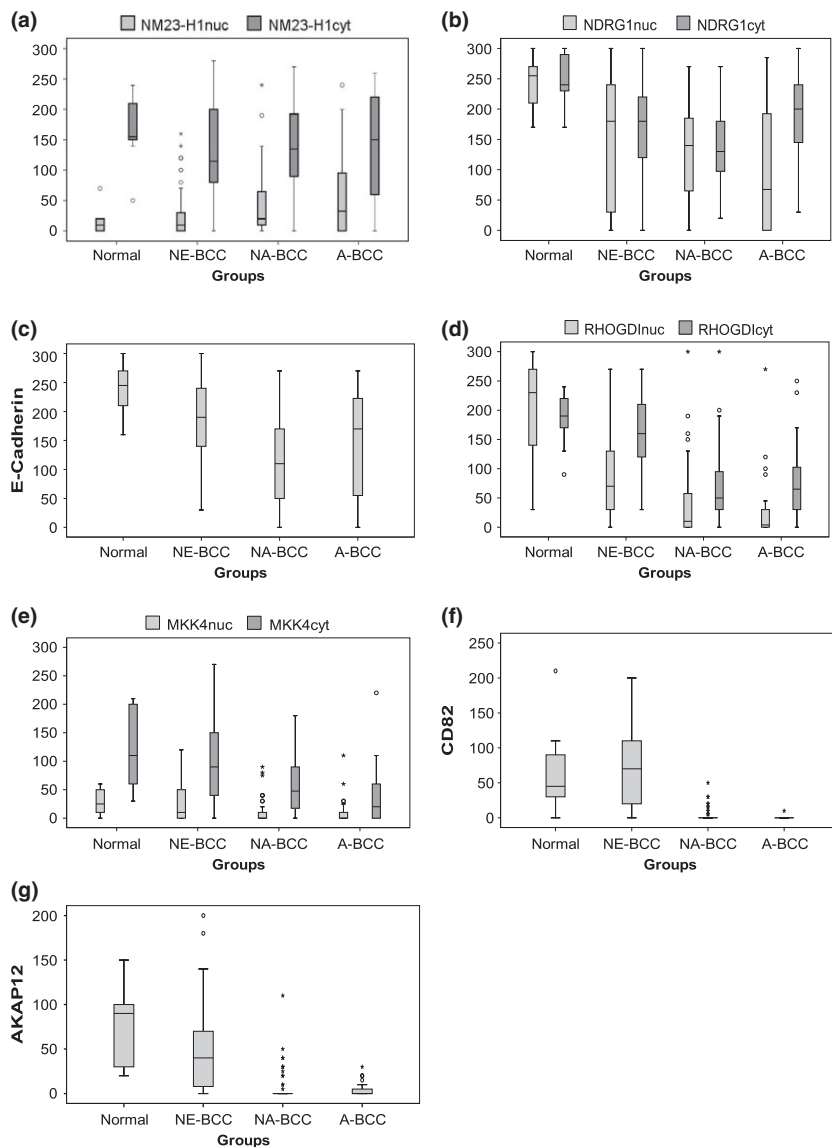 (a)
NM23-H1nuc NM23-H1cyt
300
250
200
150
100
50
0
Normal NE-BCC NA-BCC A-BCC
Groups
(b)
NDRG1nuc NDRG1cyt
300
250
200
150
100
50
0
Normal NE-BCC NA-BCC A-BCC
Groups
(c)
E-Cadherin
300
250
200
150
100
50
0
Normal NE-BCC NA-BCC A-BCC
Groups
(d)
RHOGDInuc RHOGDIcyt
300
250
200
150
100
50
0
Normal NE-BCC NA-BCC A-BCC
Groups
(e)
MKK4nuc MKK4cyt
300
250
200
150
100
50
0
Normal NE-BCC NA-BCC A-BCC
Groups
(f)
CD82
250
200
150
100
50
0
Normal NE-BCC NA-BCC A-BCC
Groups
(g)
AKAP12
200
150
100
50
0
Normal NE-BCC NA-BCC A-BCC
Groups